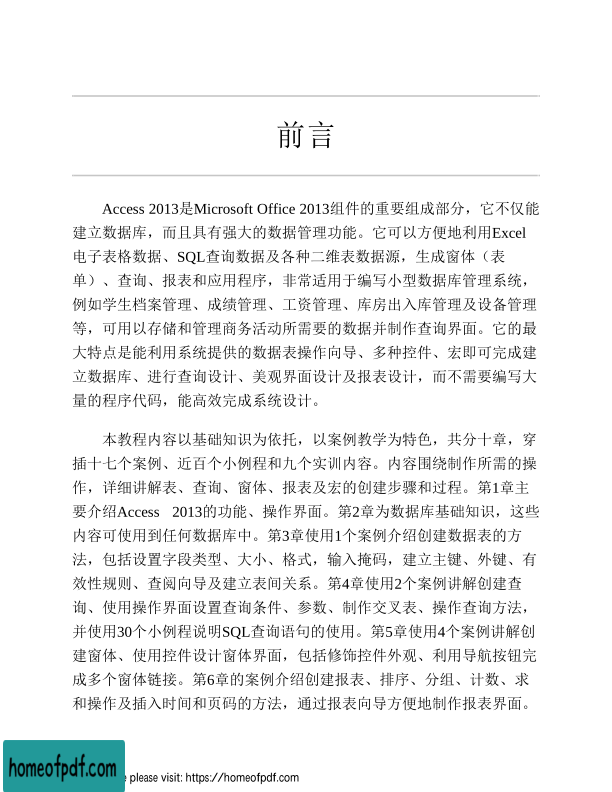 前言
Access 2013是Microsoft Office 2013组件的重要组成部分，它不仅能
建立数据库，而且具有强大的数据管理功能。它可以方便地利用Excel
电子表格数据、SQL查询数据及各种二维表数据源，生成窗体（表
单）、查询、报表和应用程序，非常适用于编写小型数据库管理系统，
例如学生档案管理、成绩管理、工资管理、库房出入库管理及设备管理
等，可用以存储和管理商务活动所需要的数据并制作查询界面。它的最
大特点是能利用系统提供的数据表操作向导、多种控件、宏即可完成建
立数据库、进行查询设计、美观界面设计及报表设计，而不需要编写大
量的程序代码，能高效完成系统设计。
本教程内容以基础知识为依托，以案例教学为特色，共分十章，穿
插十七个案例、近百个小例程和九个实训内容。内容围绕制作所需的操
作，详细讲解表、查询、窗体、报表及宏的创建步骤和过程。第1章主
要介绍Access 2013的功能、操作界面。第2章为数据库基础知识，这些
内容可使用到任何数据库中。第3章使用1个案例介绍创建数据表的方
法，包括设置字段类型、大小、格式，输入掩码，建立主键、外键、有
效性规则、查阅向导及建立表间关系。第4章使用2个案例讲解创建查
询、使用操作界面设置查询条件、参数、制作交叉表、操作查询方法，
并使用30个小例程说明SQL查询语句的使用。第5章使用4个案例讲解创
建窗体、使用控件设计窗体界面，包括修饰控件外观、利用导航按钮完
成多个窗体链接。第6章的案例介绍创建报表、排序、分组、计数、求
和操作及插入时间和页码的方法，通过报表向导方便地制作报表界面。
homeofpdf.com
please visit: https://homeofpdf.com